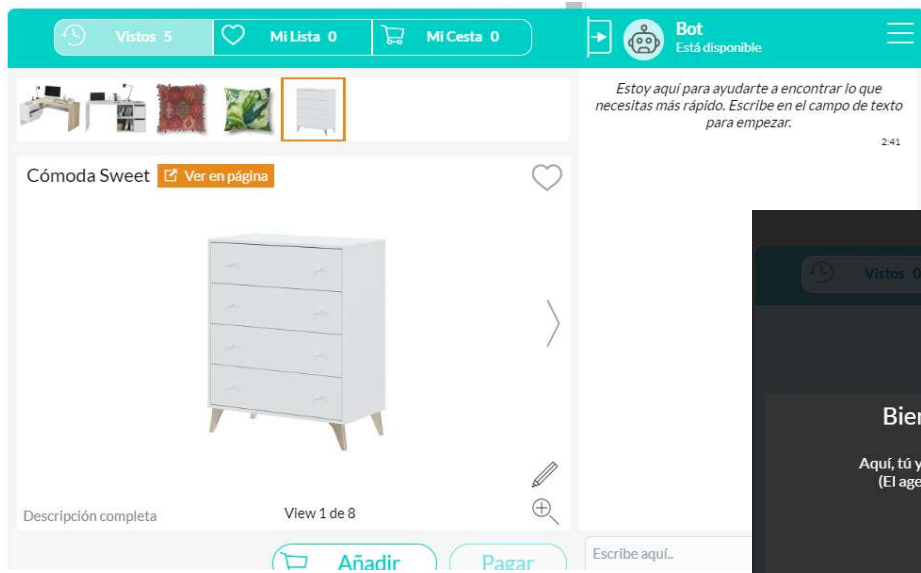 Vistos 5
Mi Lista 0
Mi Cesta 0
Bot
Está disponible
Estoy aquí para ayudarte a encontrar lo que
necesitas más rápido. Escribe en el campo de texto
para empezar.
2:41
Cómoda Sweet
Ver en página
Descripción completa
View 1 de 8
Añadir
Pagar
Escribe aquí..
Vistos 0
Aquí, tú y
(El